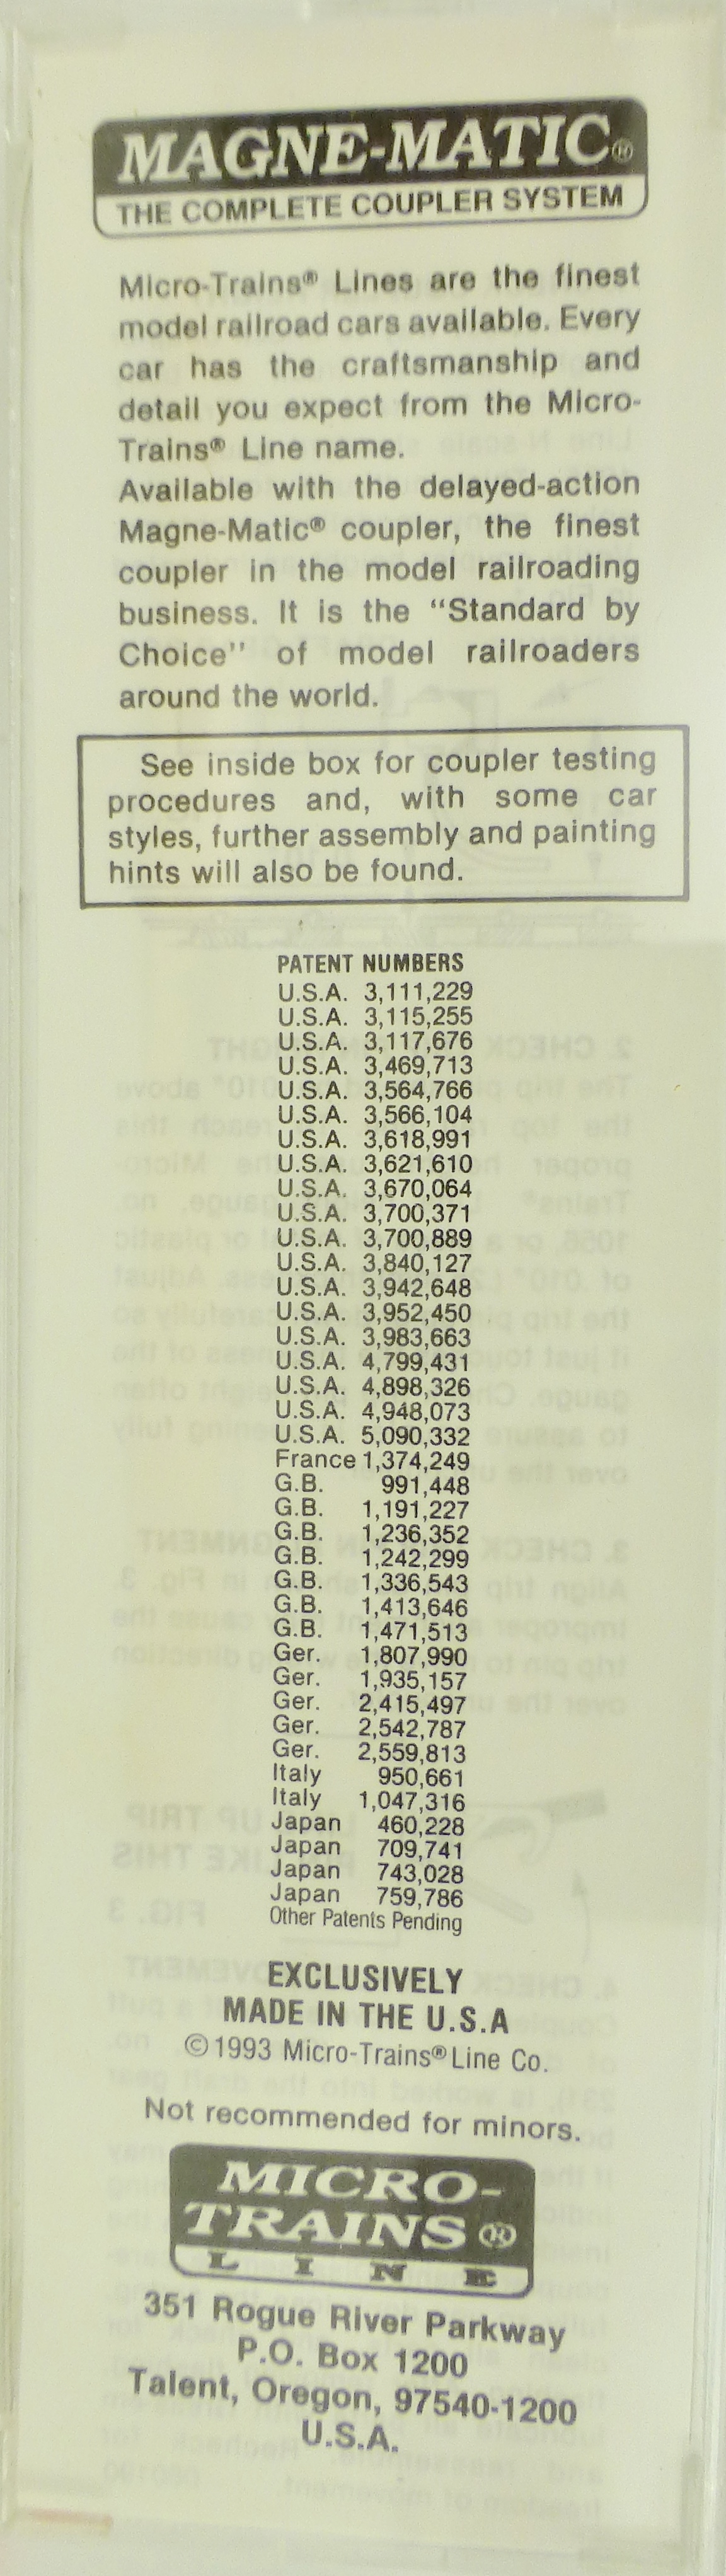 MAGNE-MATIC®
THE COMPLETE COUPLER SYSTEM
Micro-Trains® Lines are the finest
model railroad cars available. Every
car has the craftsmanship and
detail you expect from the Micro-
Trains® Line name.
Available with the delayed-action
Magne-Matic® coupler, the finest
coupler in the model railroading
business. It is the “Standard by
Choice” of model railroaders
around the world.
See inside box for coupler testing
procedures and, with some car
styles, further assembly and painting
hints will also be found.
PATENT NUMBERS
U.S.A. 3,111,229
U.S.A. 3,115,255
U.S.A. 3,117,676
U.S.A. 3,469,713
U.S.A. 3,564,766
U.S.A. 3,566,104
U.S.A. 3,618,991
U.S.A. 3,621,610
U.S.A. 3,670,064
U.S.A. 3,700,371
U.S.A. 3,700,889
U.S.A. 3,840,127
U.S.A. 3,942,648
U.S.A. 3,952,450
U.S.A. 3,983,663
U.S.A. 4,799,431
U.S.A. 4,898,326
U.S.A. 4,948,073
U.S.A. 5,090,332
France 1,374,249
G.B. 991,448
G.B. 1,191,227
G.B. 1,236,352
G.B. 1,242,299
G.B. 1,336,543
G.B. 1,413,646
G.B. 1,471,513
Ger. 1,807,990
Ger. 1,935,157
Ger. 2,415,497
Ger. 2,542,787
Ger. 2,559,813
Italy 950,661
Italy 1,047,316
Japan 460,228
Japan 709,741
Japan 743,028
Japan 759,786
Other Patents Pending
EXCLUSIVELY
MADE IN THE U.S.A
©1993 Micro-Trains® Line Co.
Not recommended for minors.
MICRO-
TRAINS®
LINE
351 Rogue River Parkway
P.O. Box 1200
Talent, Oregon, 97540-1200
U.S.A.